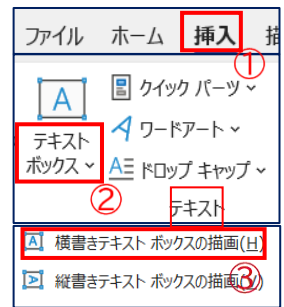 ファイル ホーム 挿入 描
①
A
テキスト
ボックス
クイック パーツ
A ワードアート
A ドロップ キャップ
②
テキスト
A 横書きテキスト ボックスの描画(H)
縦書きテキスト ボックスの描画(V)
③